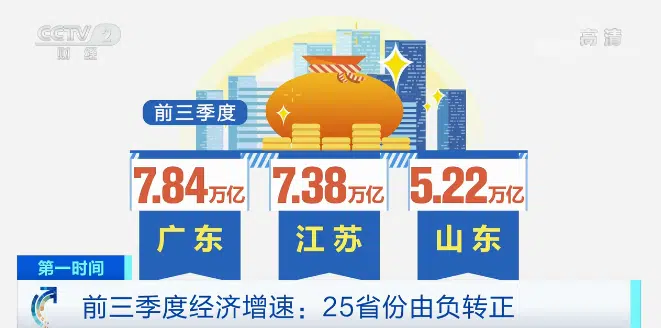 CCTV 2
财经
高清
前三季度
7.84万亿 7.38万亿 5.22万亿
广东 江苏 山东
第一时间
前三季度经济增速：25省份由负转正